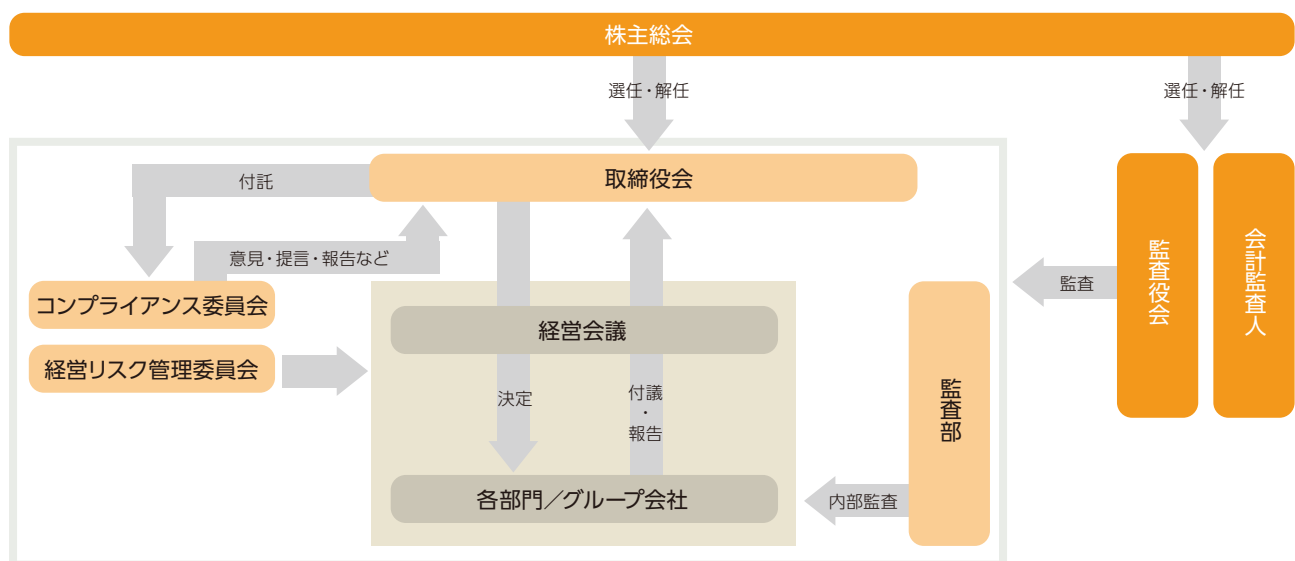 株主総会
選任・解任
選任・解任
取締役会
付託
意見・提言・報告など
コンプライアンス委員会
経営リスク管理委員会
経営会議
決定
付議
・
報告
各部門／グループ会社
監査部
内部監査
監査
監査役会
会計監査人